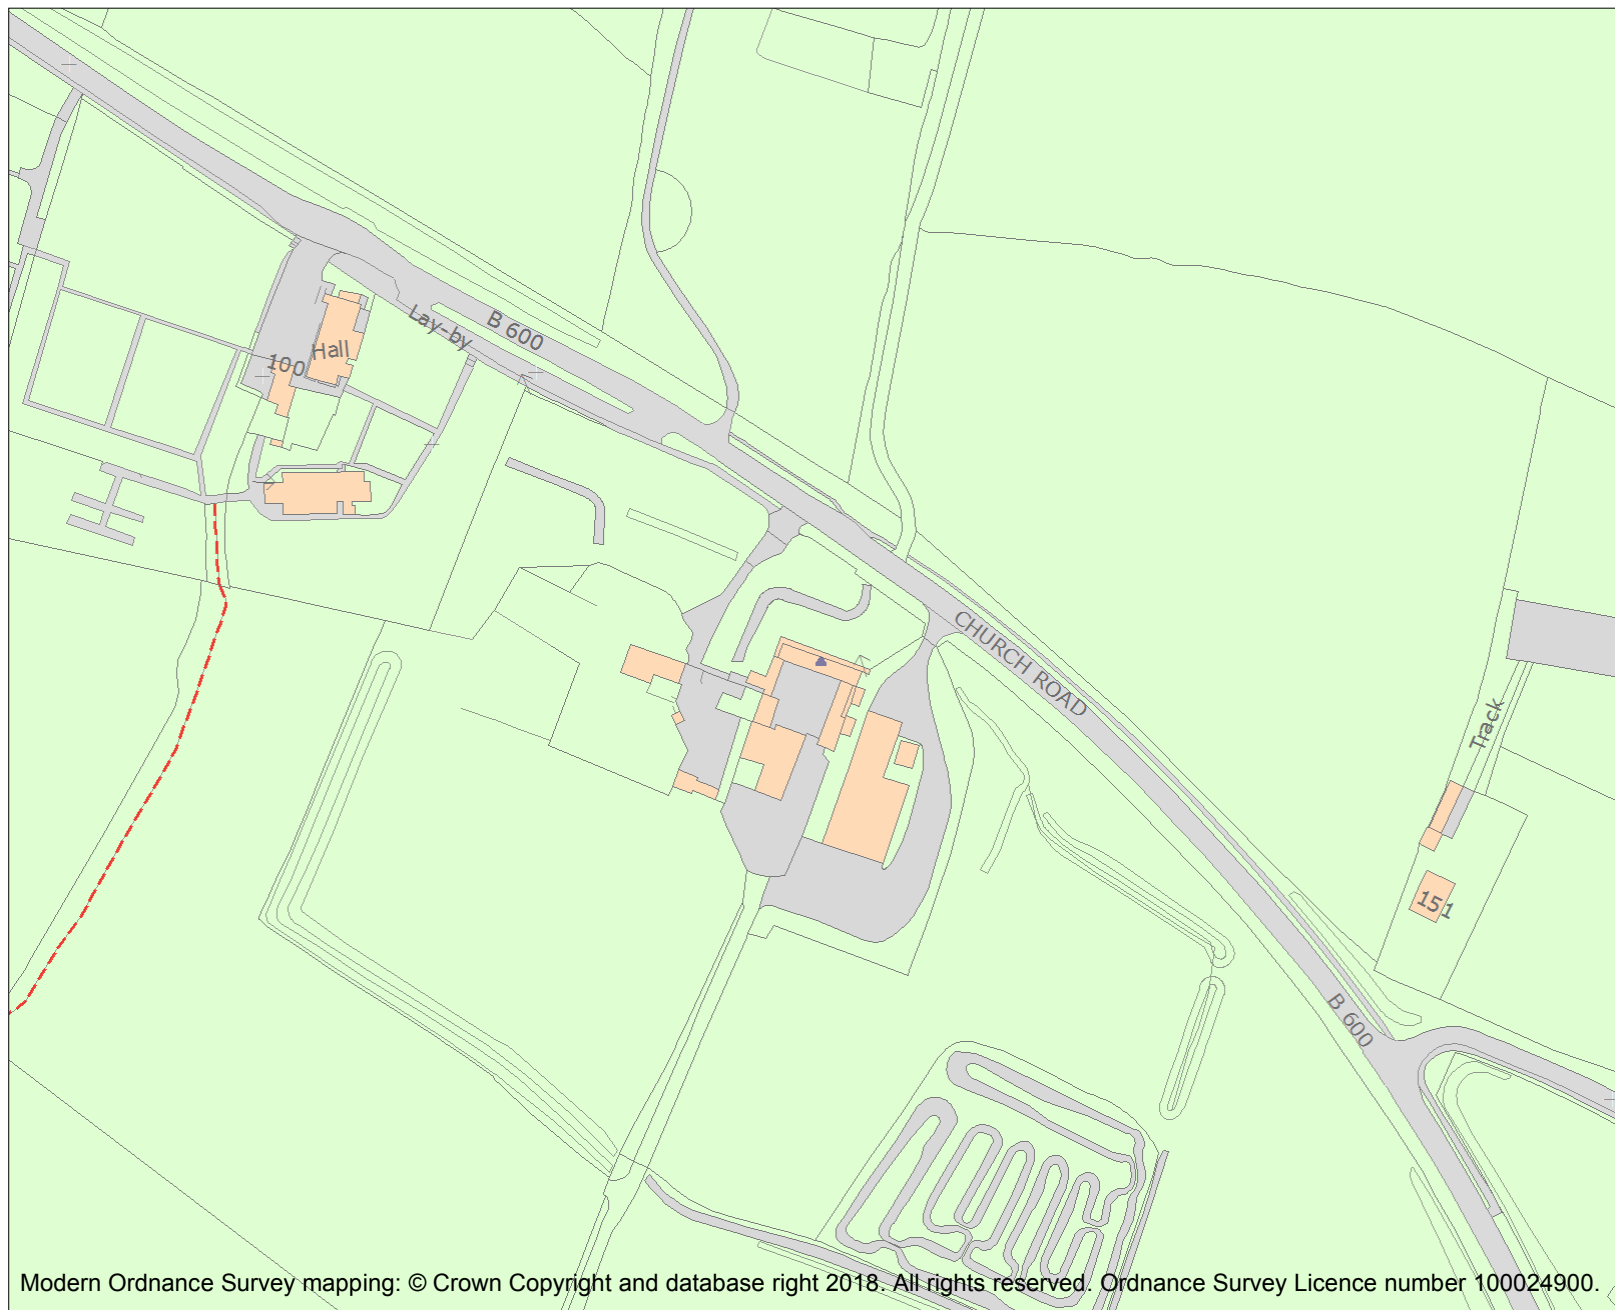 B 600
Lay-by
Hall
100
CHURCH ROAD
Track
151
B 600
Modern Ordnance Survey mapping: © Crown Copyright and database right 2018. All rights reserved. Ordnance Survey Licence number 100024900.